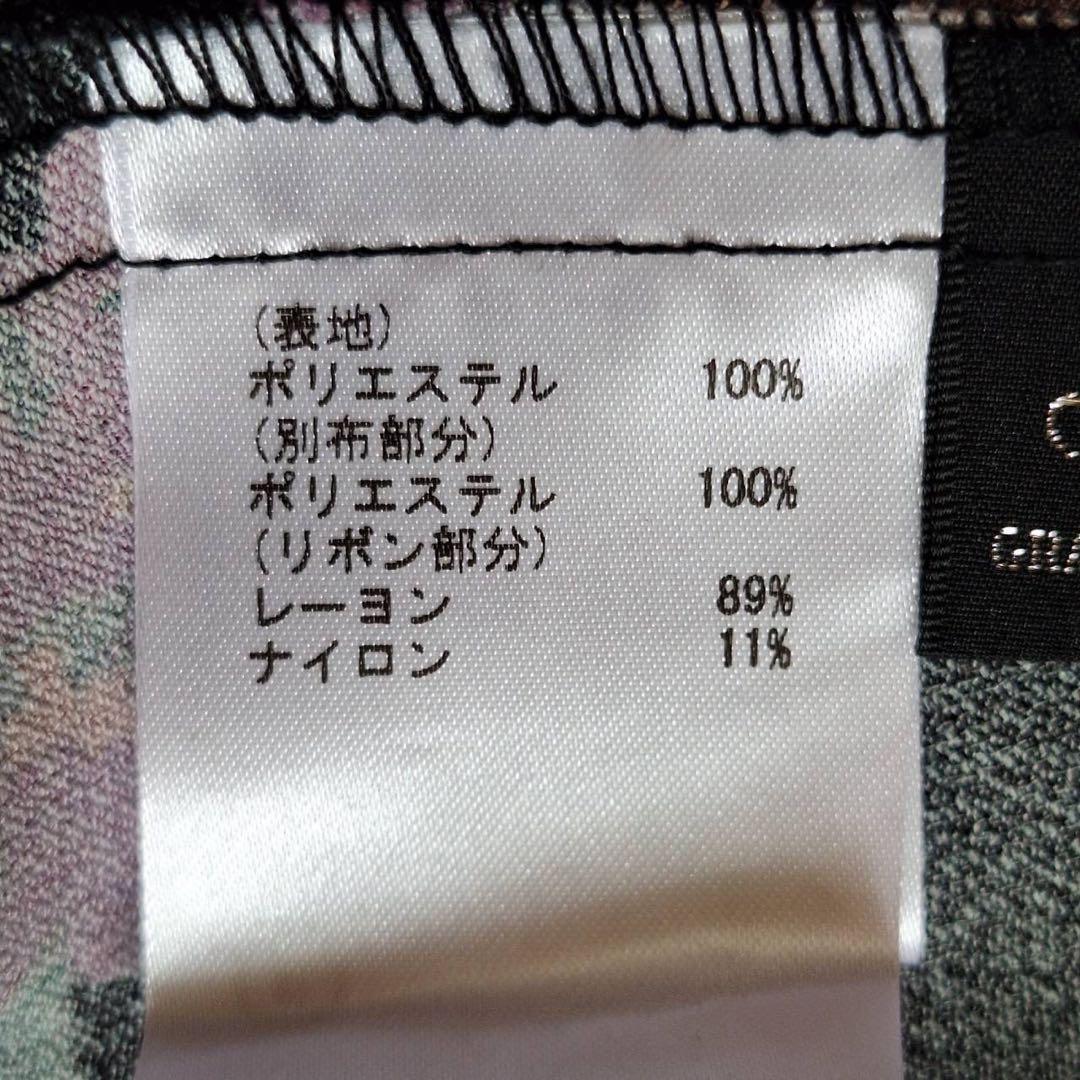 (表地)
ポリエステル 100%
(別布部分)
ポリエステル 100%
(リボン部分)
レーヨン 89%
ナイロン 11%